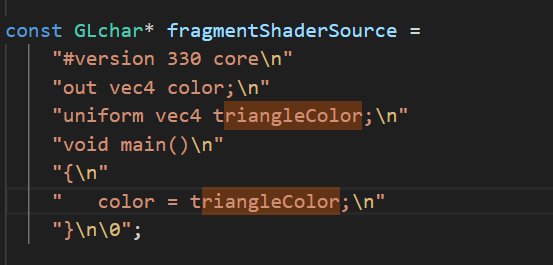 const GLchar* fragmentShaderSource =
    "#version 330 core\n"
    "out vec4 color;\n"
    "uniform vec4 triangleColor;\n"
    "void main()\n"
    "{\n"
    "   color = triangleColor;\n"
    "}\n\0";